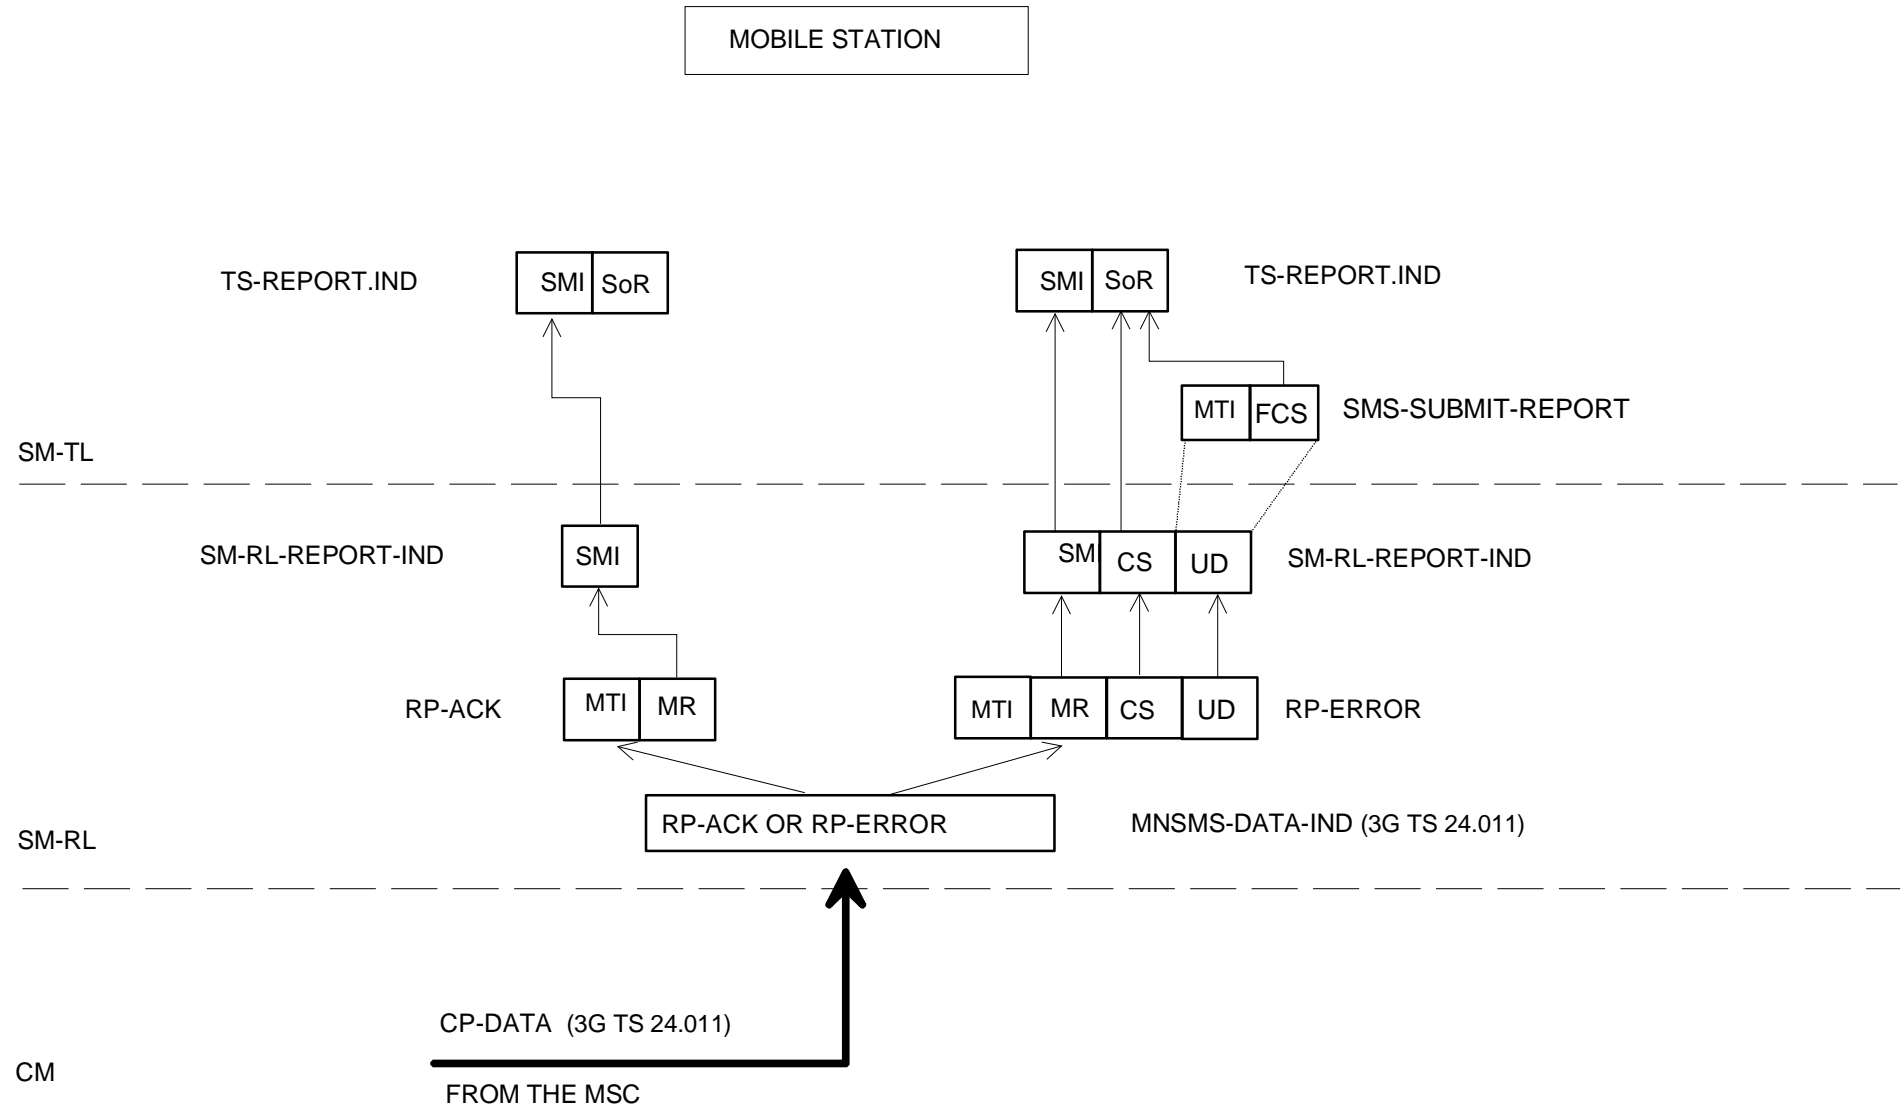 MOBILE STATION
TS-REPORT.IND SMI SoR SMI SoR TS-REPORT.IND
MTI FCS SMS-SUBMIT-REPORT
SM-TL
SM-RL-REPORT-IND SMI SMI CS UD SM-RL-REPORT-IND
RP-ACK MTI MR MTI MR CS UD RP-ERROR
RP-ACK OR RP-ERROR MNSMS-DATA-IND (3G TS 24.011)
SM-RL
CP-DATA (3G TS 24.011)
CM
FROM THE MSC